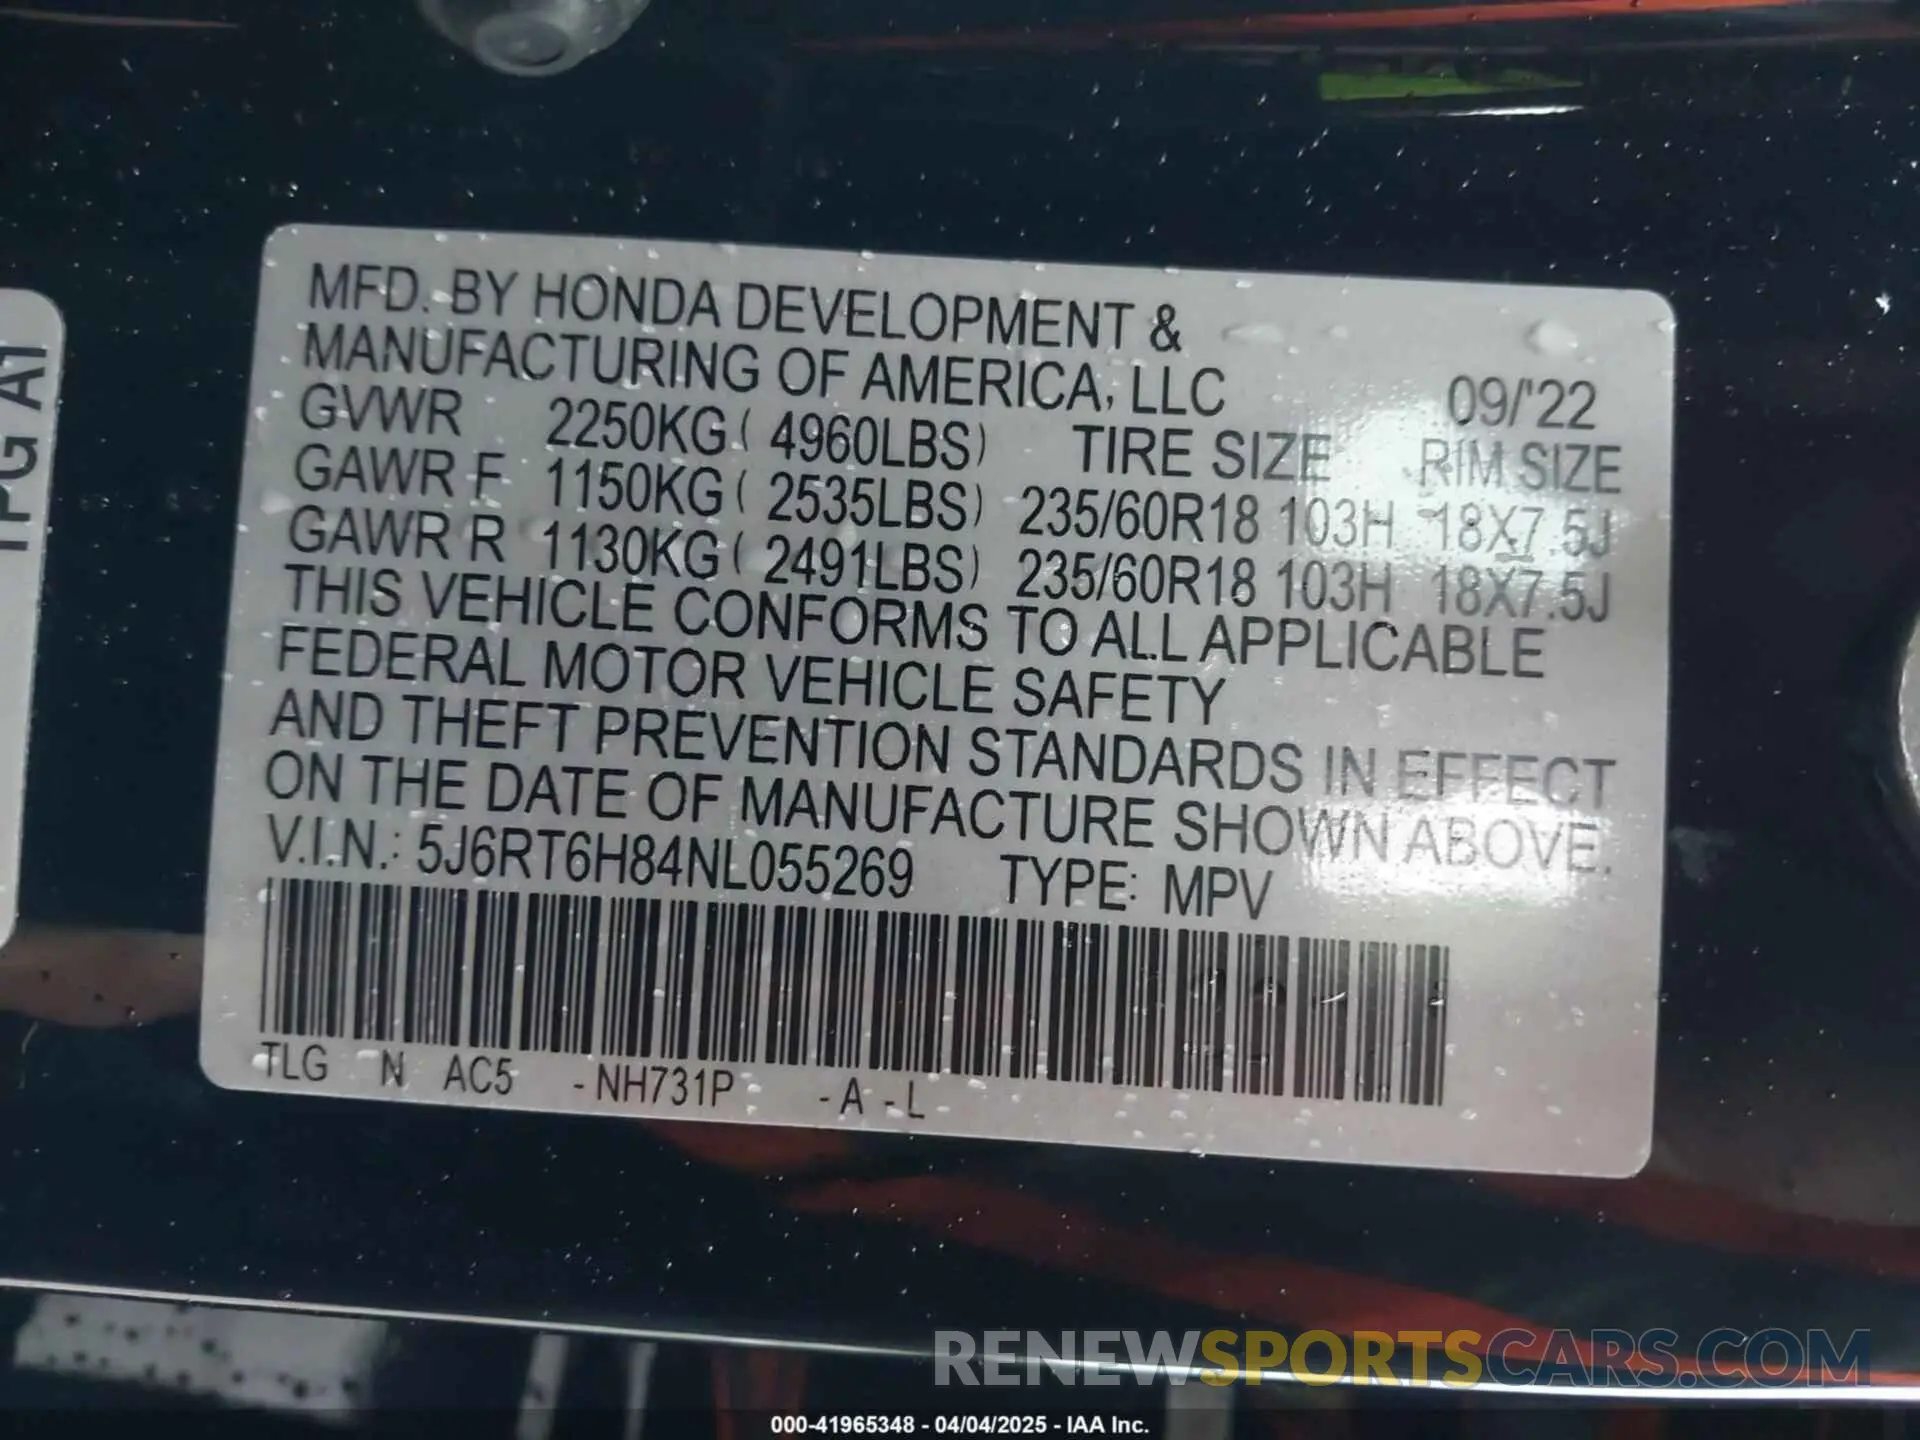 MFD. BY HONDA DEVELOPMENT &
MANUFACTURING OF AMERICA, LLC 09/'22
GVWR 2250KG ( 4960LBS) TIRE SIZE RIM SIZE
GAWR F 1150KG ( 2535LBS) 235/60R18 103H 18X7.5J
GAWR R 1130KG ( 2491LBS) 235/60R18 103H 18X7.5J
THIS VEHICLE CONFORMS TO ALL APPLICABLE
FEDERAL MOTOR VEHICLE SAFETY
AND THEFT PREVENTION STANDARDS IN EFFECT
ON THE DATE OF MANUFACTURE SHOWN ABOVE.
V.I.N.: 5J6RT6H84NL055269 TYPE: MPV
TLG N AC5 - NH731P - A - L
TPG A1
RENEWSPORTSCARS.COM
000-41965348 - 04/04/2025 - IAA Inc.